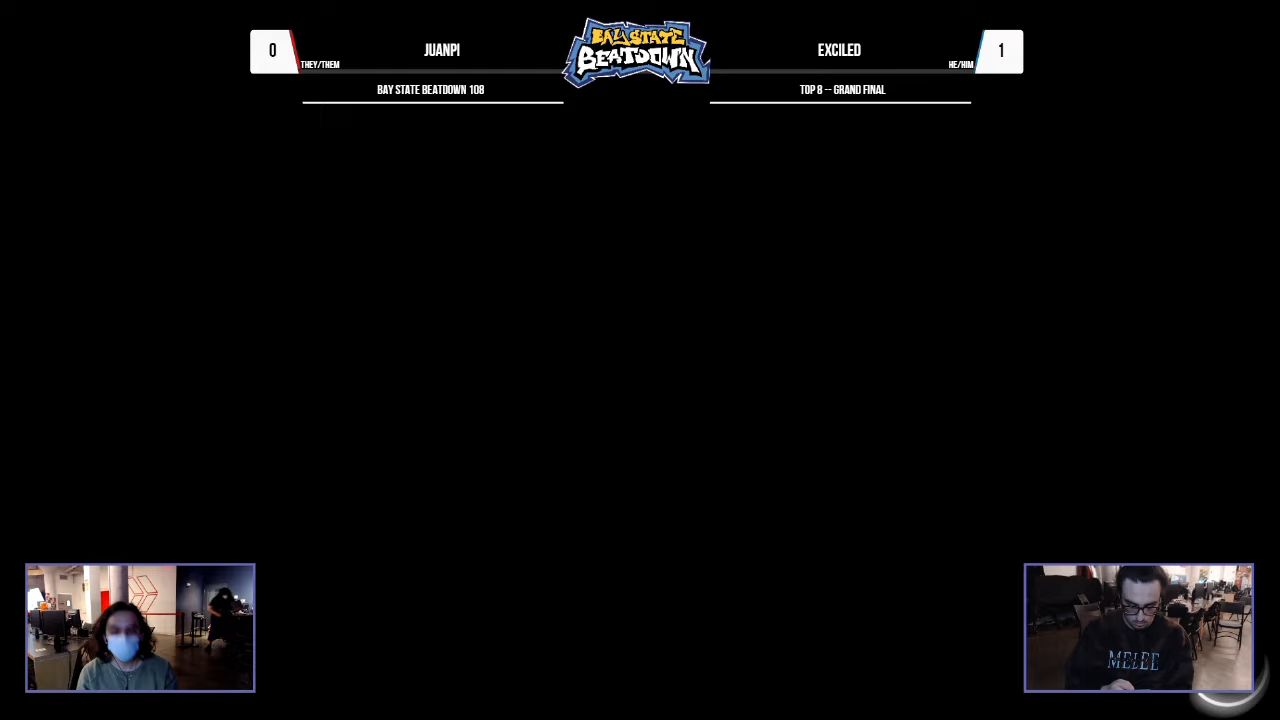 0
JUANPI
THEY/THEM
BAY STATE
BEATDOWN
EXCILED
HE/HIM
1
BAY STATE BEATDOWN 108
TOP 8 -- GRAND FINAL
MELEE